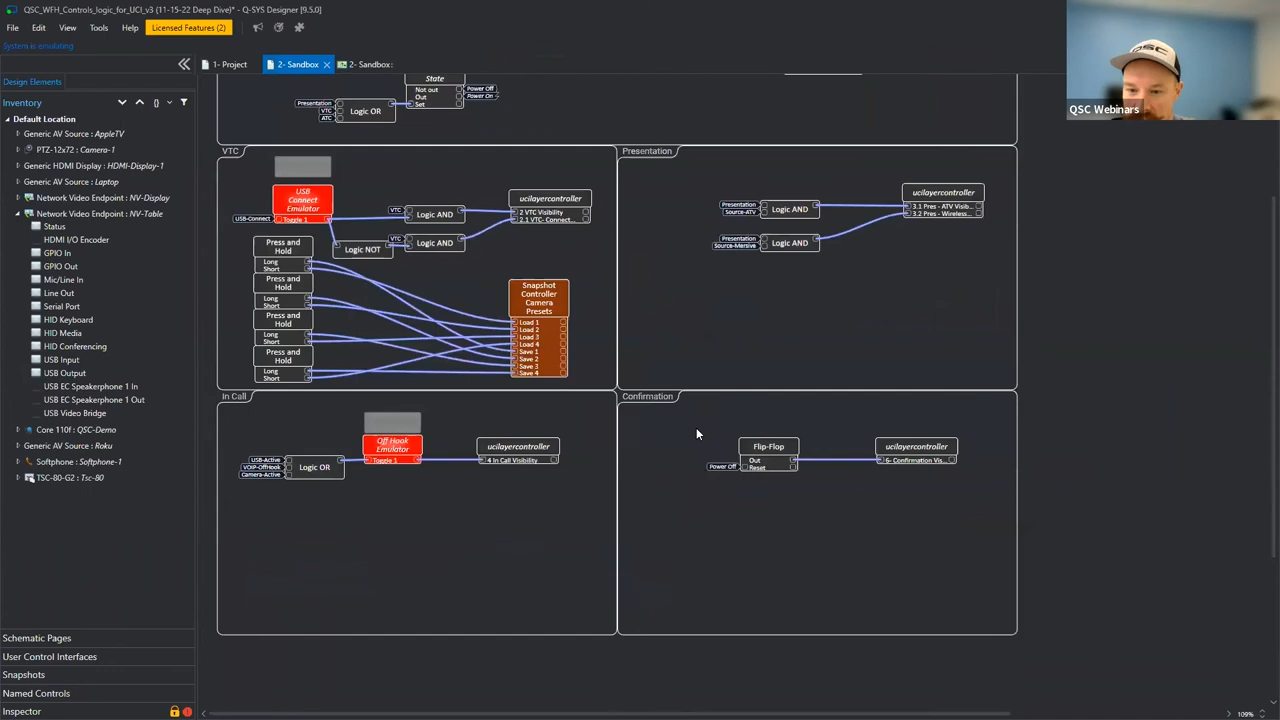 QSC_WFH_Controls_logic_for_UCI_v3 (11-15-22 Deep Dive)* - Q-SYS Designer [9.5.0]
File Edit View Tools Help Licensed Features (2)
System is emulating
1- Project 2- Sandbox 2- Sandbox:
Design Elements
Inventory
Default Location
Generic AV Source : AppleTV
PTZ-12x72 : Camera-1
Generic HDMI Display : HDMI-Display-1
Generic AV Source : Laptop
Network Video Endpoint : NV-Display
Network Video Endpoint : NV-Table
Status
HDMI I/O Encoder
GPIO In
GPIO Out
Mic/Line In
Line Out
Serial Port
HID Keyboard
HID Media
HID Conferencing
USB Input
USB Output
USB EC Speakerphone 1 In
USB EC Speakerphone 1 Out
USB Video Bridge
Core 110f : QSC-Demo
Generic AV Source : Roku
Softphone : Softphone-1
TSC-80-G2 : Tsc-80
Schematic Pages
User Control Interfaces
Snapshots
Named Controls
Inspector
State
Not out
Out
Set
Power Off
Power On
Presentation
VTC
ATC
Logic OR
VTC
USB
Connect
Emulator
USB-Connect
Toggle 1
VTC
Logic AND
Logic NOT
VTC
Logic AND
ucilayercontroller
2 VTC Visibility
2.1 VTC- Connect...
Press and
Hold
Long
Short
Press and
Hold
Long
Short
Press and
Hold
Long
Short
Press and
Hold
Long
Short
Snapshot
Controller
Camera
Presets
Load 1
Load 2
Load 3
Load 4
Save 1
Save 2
Save 3
Save 4
Presentation
Presentation
Source-ATV
Logic AND
Presentation
Source-Mersive
Logic AND
ucilayercontroller
3.1 Pres - ATV Visib...
3.2 Pres - Wireless...
In Call
USB-Active
VOIP-OffHook
Camera-Active
Logic OR
Off Hook
Emulator
Toggle 1
ucilayercontroller
4 In Call Visibility
Confirmation
Power Off
Flip-Flop
Out
Reset
ucilayercontroller
6- Confirmation Vis...
QSC
QSC Webinars
109%